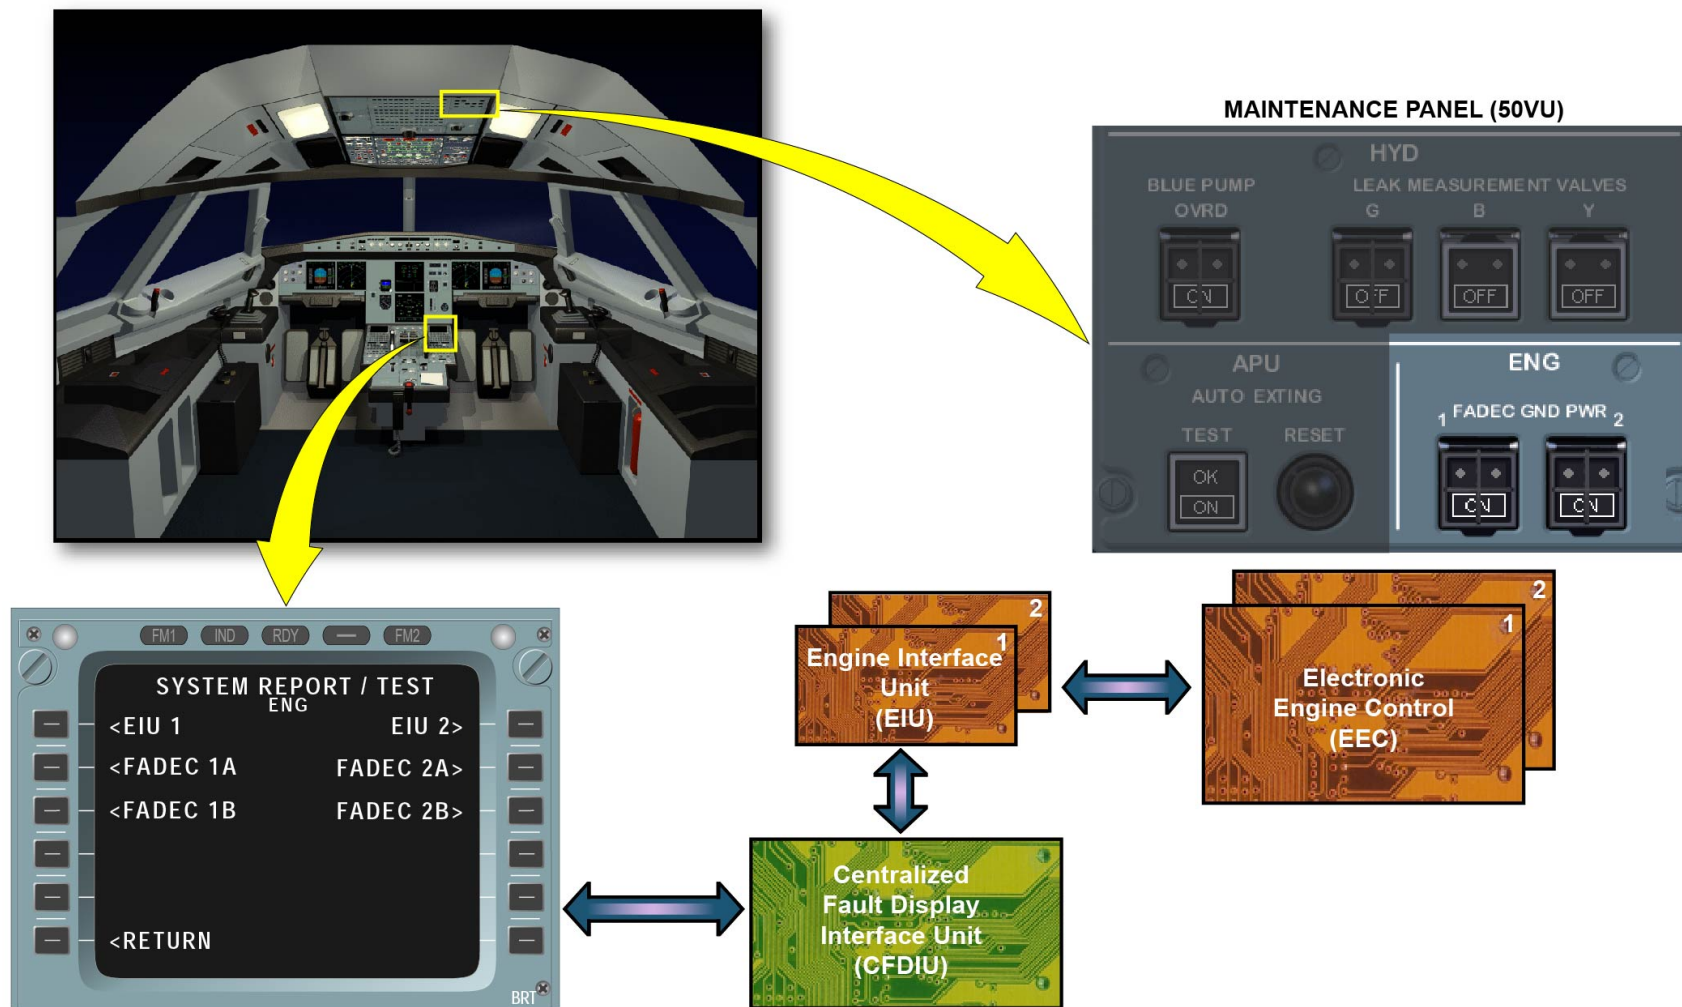 MAINTENANCE PANEL (50VU)
HYD
BLUE PUMP
OVRD
LEAK MEASUREMENT VALVES
G B Y
ON OFF OFF OFF
APU
AUTO EXTING
TEST RESET
OK
ON
ENG
1 FADEC GND PWR 2
ON ON
FM1 IND RDY FM2
SYSTEM REPORT / TEST
ENG
<EIU 1 EIU 2>
<FADEC 1A FADEC 2A>
<FADEC 1B FADEC 2B>
<RETURN
BRT
2
1
Engine Interface
Unit
(EIU)
2
1
Electronic
Engine Control
(EEC)
Centralized
Fault Display
Interface Unit
(CFDIU)